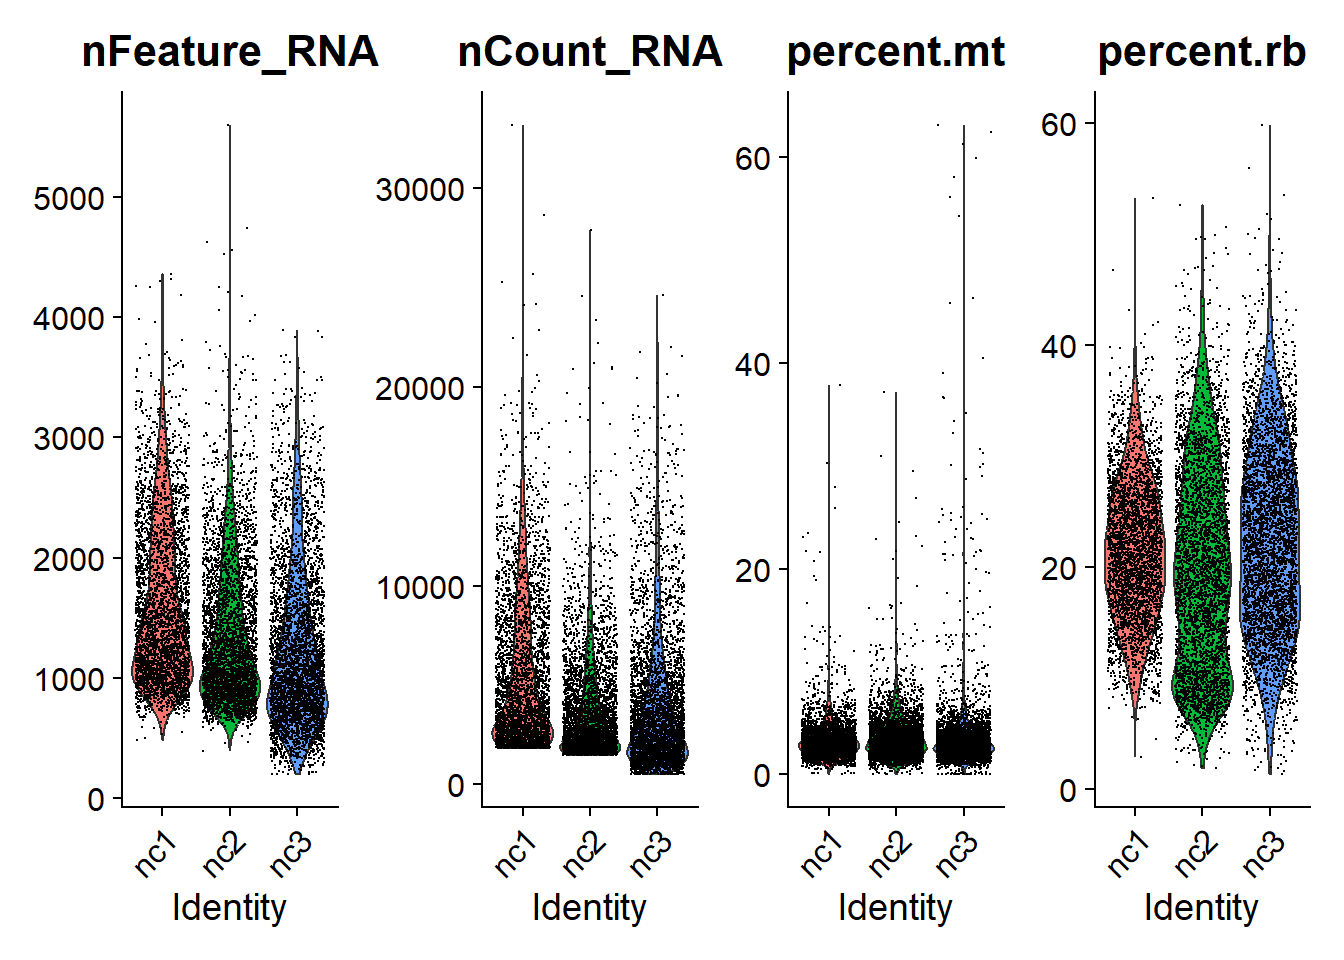 nFeature_RNA
5000
4000
3000
2000
1000
0
nc1
nc2
nc3
Identity
nCount_RNA
30000
20000
10000
0
nc1
nc2
nc3
Identity
percent.mt
60
40
20
0
nc1
nc2
nc3
Identity
percent.rb
60
40
20
0
nc1
nc2
nc3
Identity